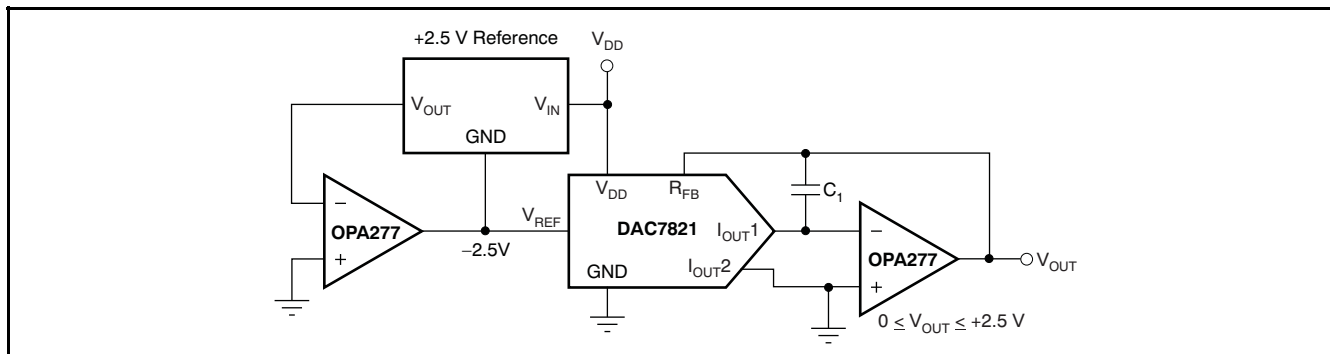 +2.5 V Reference
V_DD
V_OUT
V_IN
GND
V_DD
R_FB
C_1
−
OPA277
+
V_REF
−2.5V
DAC7821
I_OUT1
I_OUT2
GND
−
OPA277
+
V_OUT
0 ≤ V_OUT ≤ +2.5 V